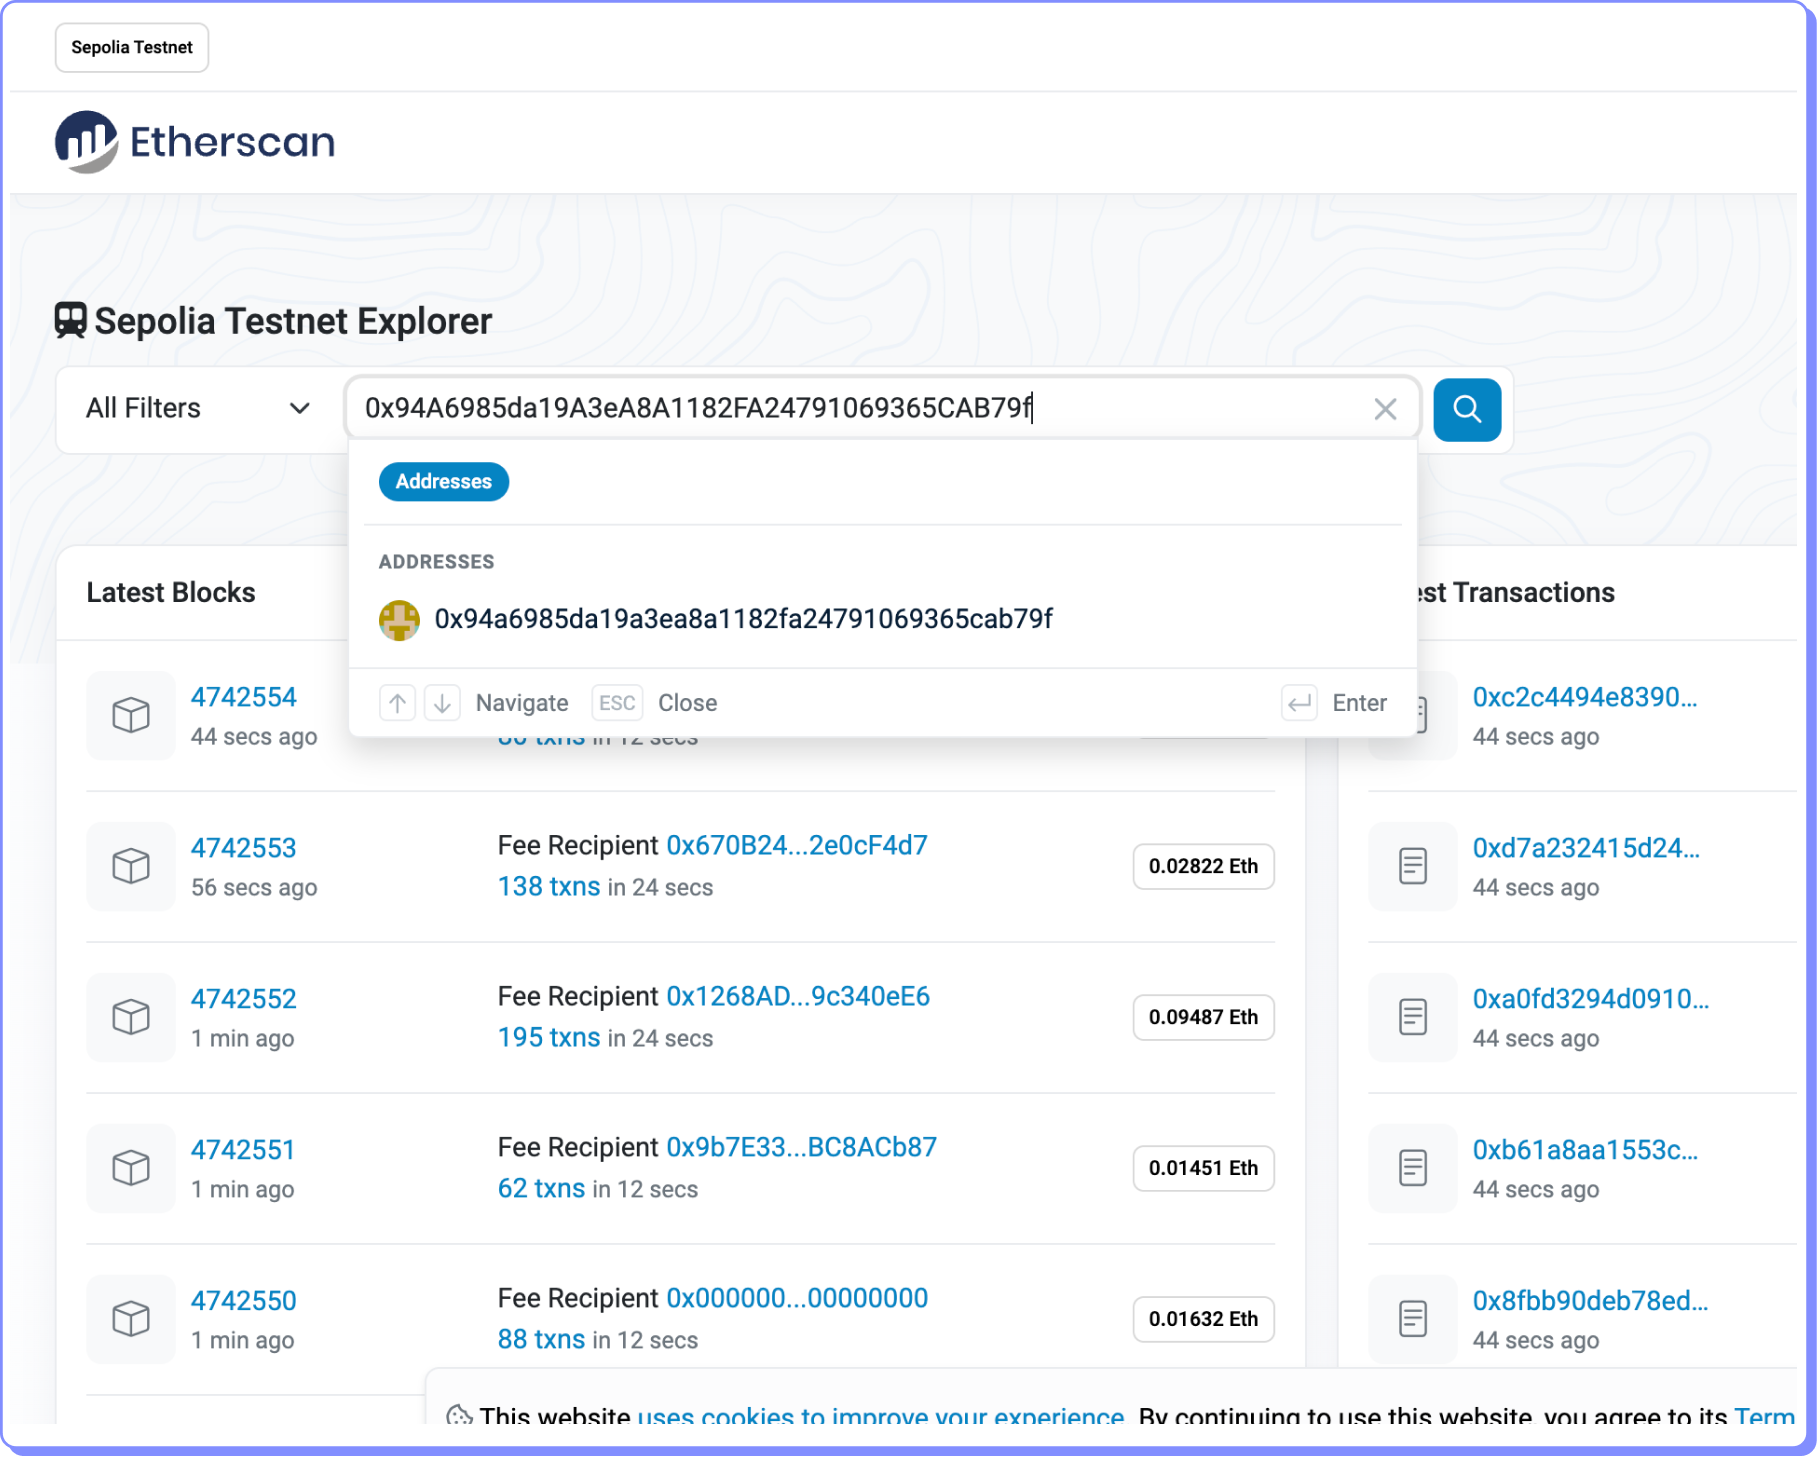 Sepolia Testnet
Etherscan
Sepolia Testnet Explorer
All Filters
0x94A6985da19A3eA8A1182FA24791069365CAB79f
Addresses
ADDRESSES
0x94a6985da19a3ea8a1182fa24791069365cab79f
Navigate ESC Close Enter
Latest Blocks
4742554
44 secs ago
txns in 12 secs
4742553
56 secs ago
Fee Recipient 0x670B24...2e0cF4d7
138 txns in 24 secs
0.02822 Eth
4742552
1 min ago
Fee Recipient 0x1268AD...9c340eE6
195 txns in 24 secs
0.09487 Eth
4742551
1 min ago
Fee Recipient 0x9b7E33...BC8ACb87
62 txns in 12 secs
0.01451 Eth
4742550
1 min ago
Fee Recipient 0x000000...00000000
88 txns in 12 secs
0.01632 Eth
est Transactions
0xc2c4494e8390...
44 secs ago
0xd7a232415d24...
44 secs ago
0xa0fd3294d0910...
44 secs ago
0xb61a8aa1553c...
44 secs ago
0x8fbb90deb78ed...
44 secs ago
This website uses cookies to improve your experience. By continuing to use this website, you agree to its Term